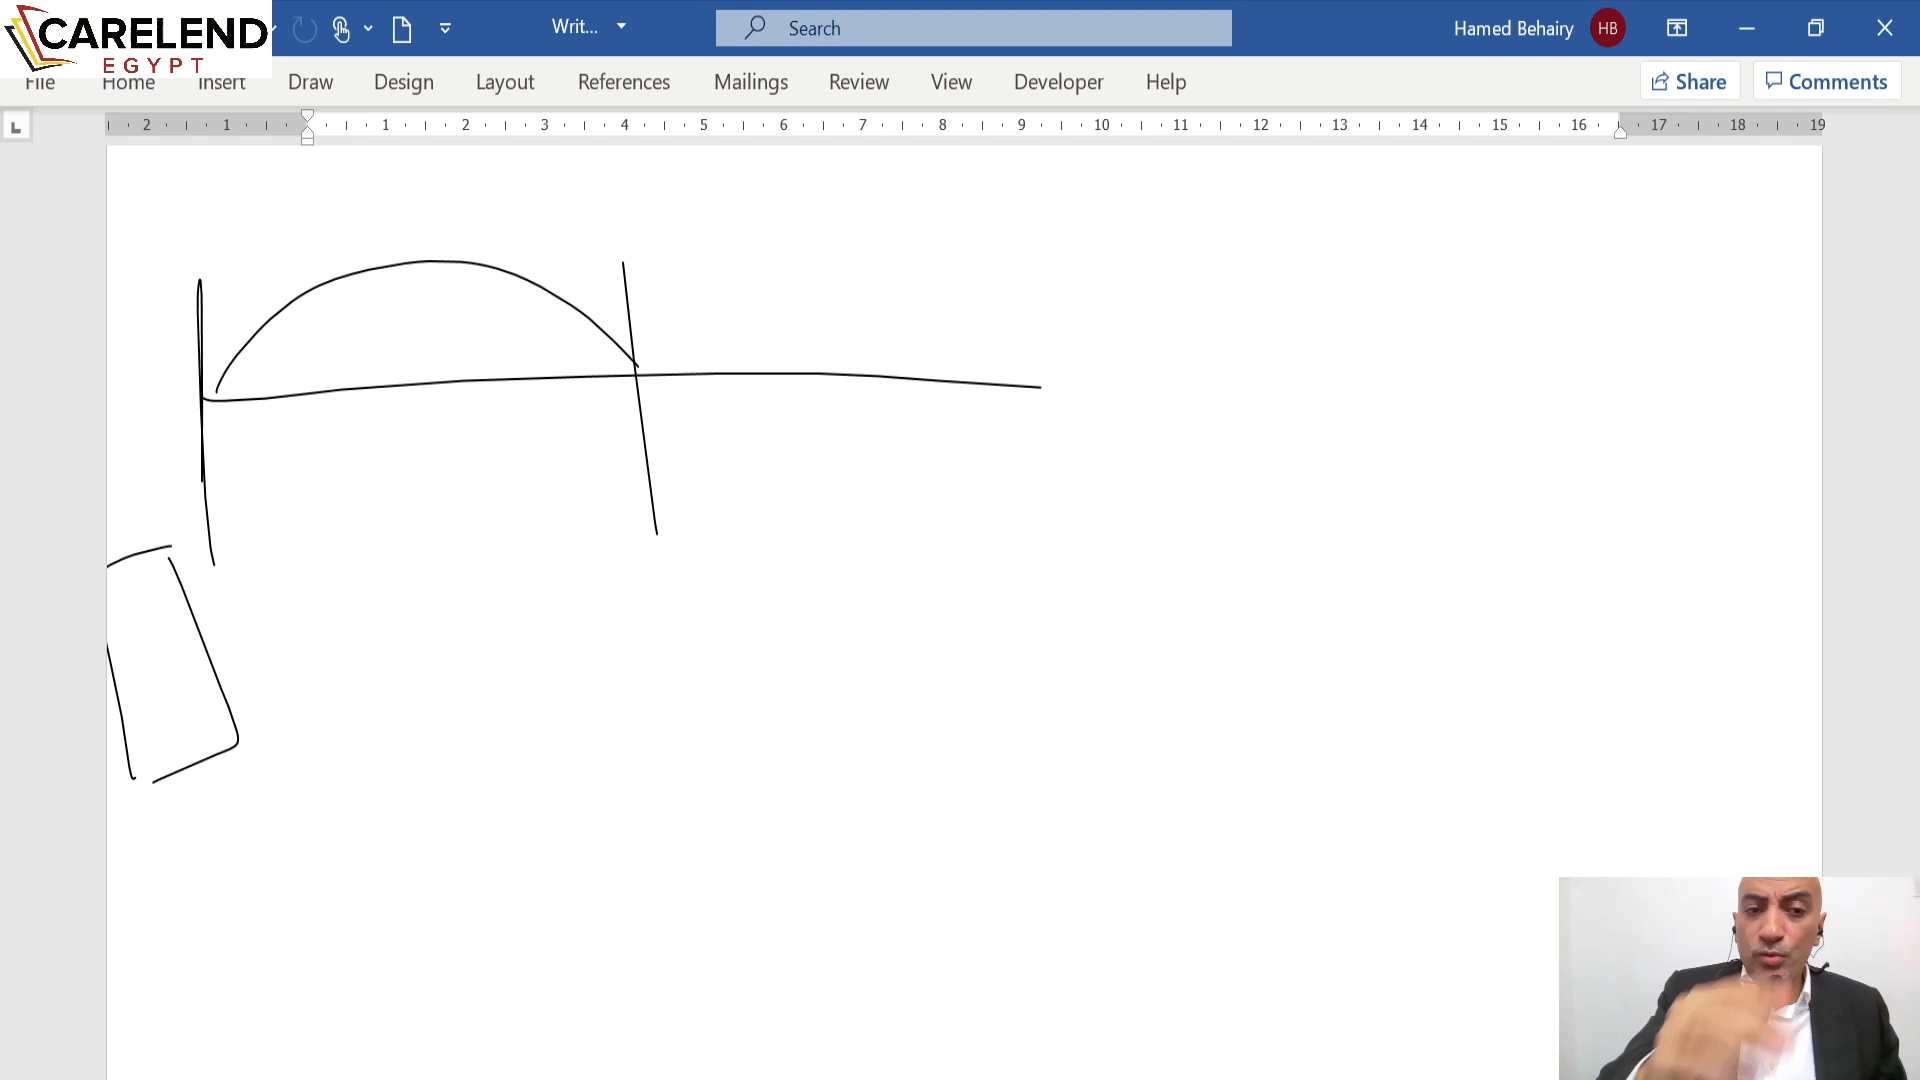 CARELEND
EGYPT
Writ...
Search
Hamed Behairy
HB
File Home Insert Draw Design Layout References Mailings Review View Developer Help
Share
Comments
2 1 1 2 3 4 5 6 7 8 9 10 11 12 13 14 15 16 17 18 19